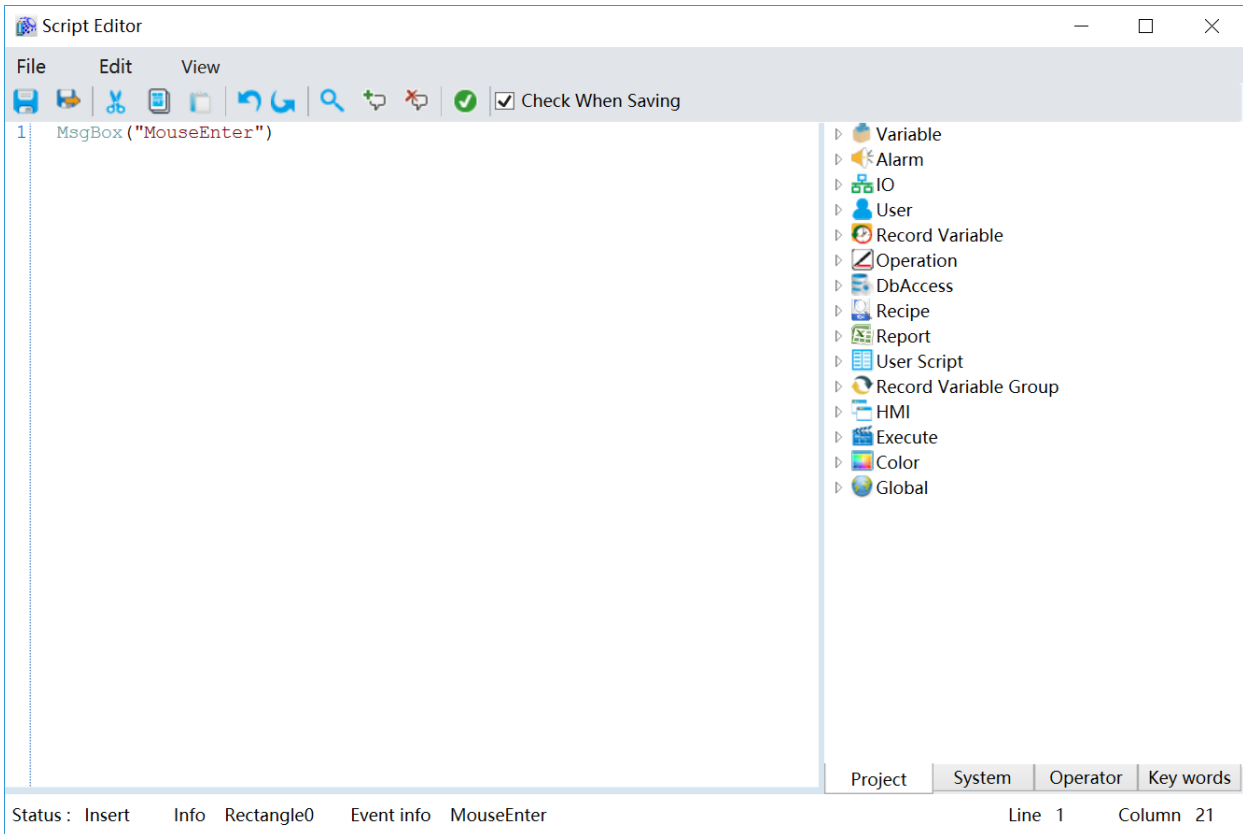 Script Editor
File Edit View
Check When Saving
1 MsgBox("MouseEnter")
Variable
Alarm
IO
User
Record Variable
Operation
DbAccess
Recipe
Report
User Script
Record Variable Group
HMI
Execute
Color
Global
Project System Operator Key words
Status : Insert Info Rectangle0 Event info MouseEnter Line 1 Column 21